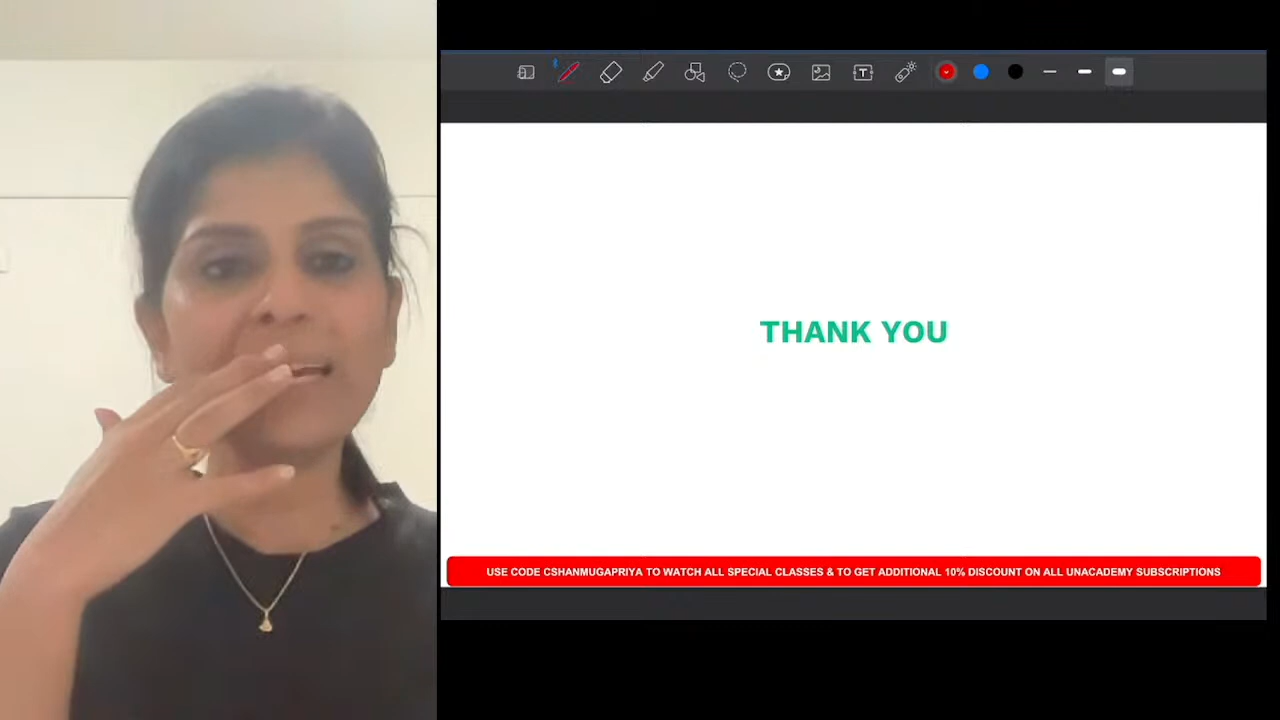 THANK YOU
USE CODE CSHANMUGAPRIYA TO WATCH ALL SPECIAL CLASSES & TO GET ADDITIONAL 10% DISCOUNT ON ALL UNACADEMY SUBSCRIPTIONS